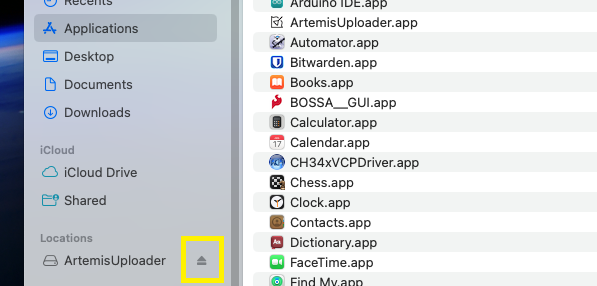 Recents
Applications
Desktop
Documents
Downloads
iCloud
iCloud Drive
Shared
Locations
ArtemisUploader
Arduino IDE.app
ArtemisUploader.app
Automator.app
Bitwarden.app
Books.app
BOSSA__GUI.app
Calculator.app
17
Calendar.app
CH34xVCPDriver.app
Chess.app
Clock.app
Contacts.app
Dictionary.app
FaceTime.app
Find My.app